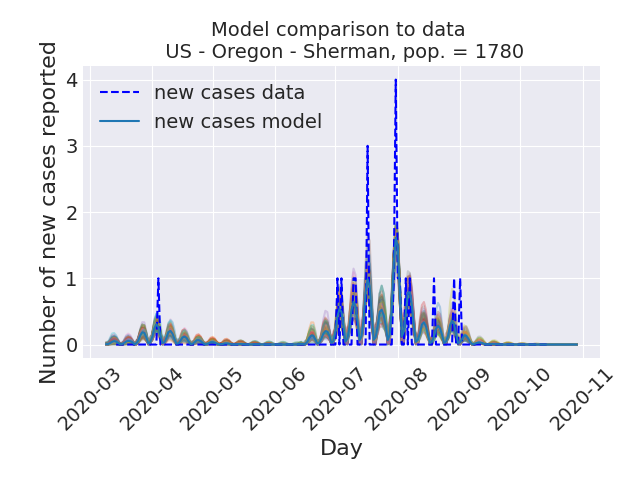 Model comparison to data
US - Oregon - Sherman, pop. = 1780
Number of new cases reported
4
3
2
1
0
new cases data
new cases model
2020-03
2020-04
2020-05
2020-06
2020-07
2020-08
2020-09
2020-10
2020-11
Day